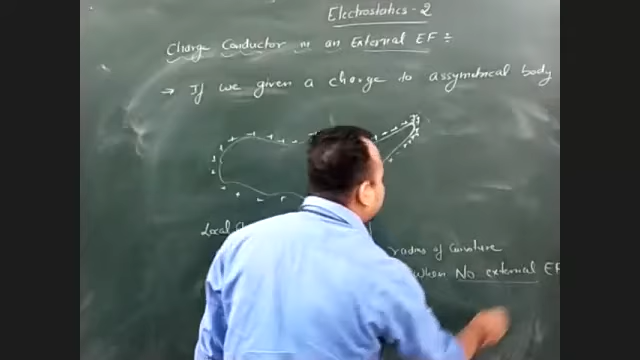 Electrostatics - 2
Charge Conductor in an External EF ÷
→ If we given a charge to assymetrical body
Local radius of curvature
when No external EF